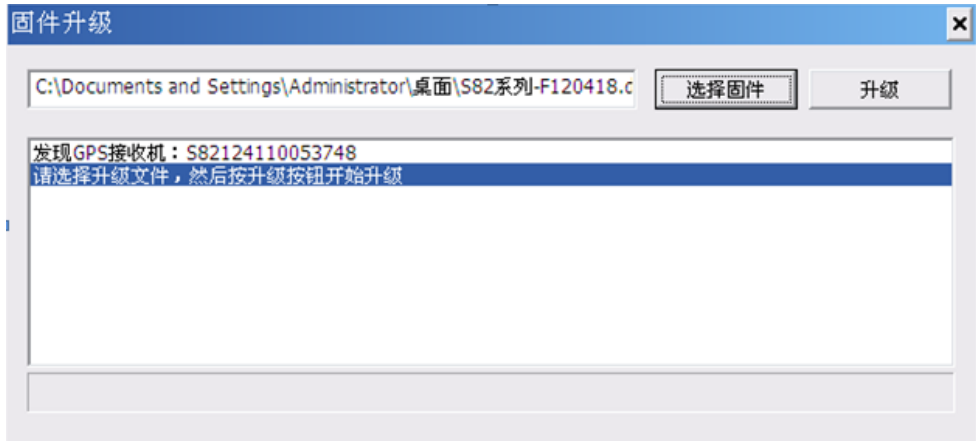 固件升级
C:\Documents and Settings\Administrator\桌面\S82系列-F120418.c
选择固件
升级
发现GPS接收机：S82124110053748
请选择升级文件，然后按升级按钮开始升级